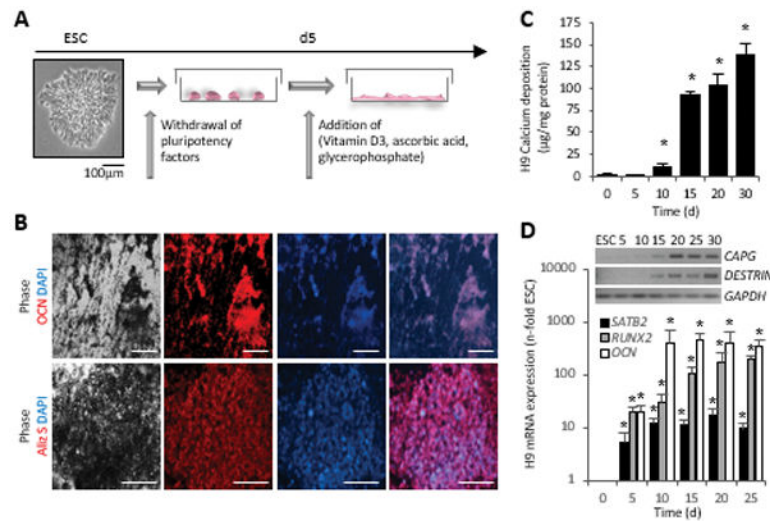 A
ESC
d5
100µm
Withdrawal of
pluripotency
factors
Addition of
(Vitamin D3, ascorbic acid,
glycerophosphate)
B
Phase
OCN DAPI
Phase
Aliz S DAPI
C
H9 Calcium deposition
(µg/mg protein)
175
150
125
100
75
50
25
0
* * * * *
0 5 10 15 20 30
Time (d)
D
ESC 5 10 15 20 25 30
CAPG
DESTRIN
GAPDH
H9 mRNA expression (n-fold ESC)
10000
1000
100
10
1
SATB2
RUNX2
OCN
* * * * * * * * * * * * * * *
0 5 10 15 20 25
Time (d)